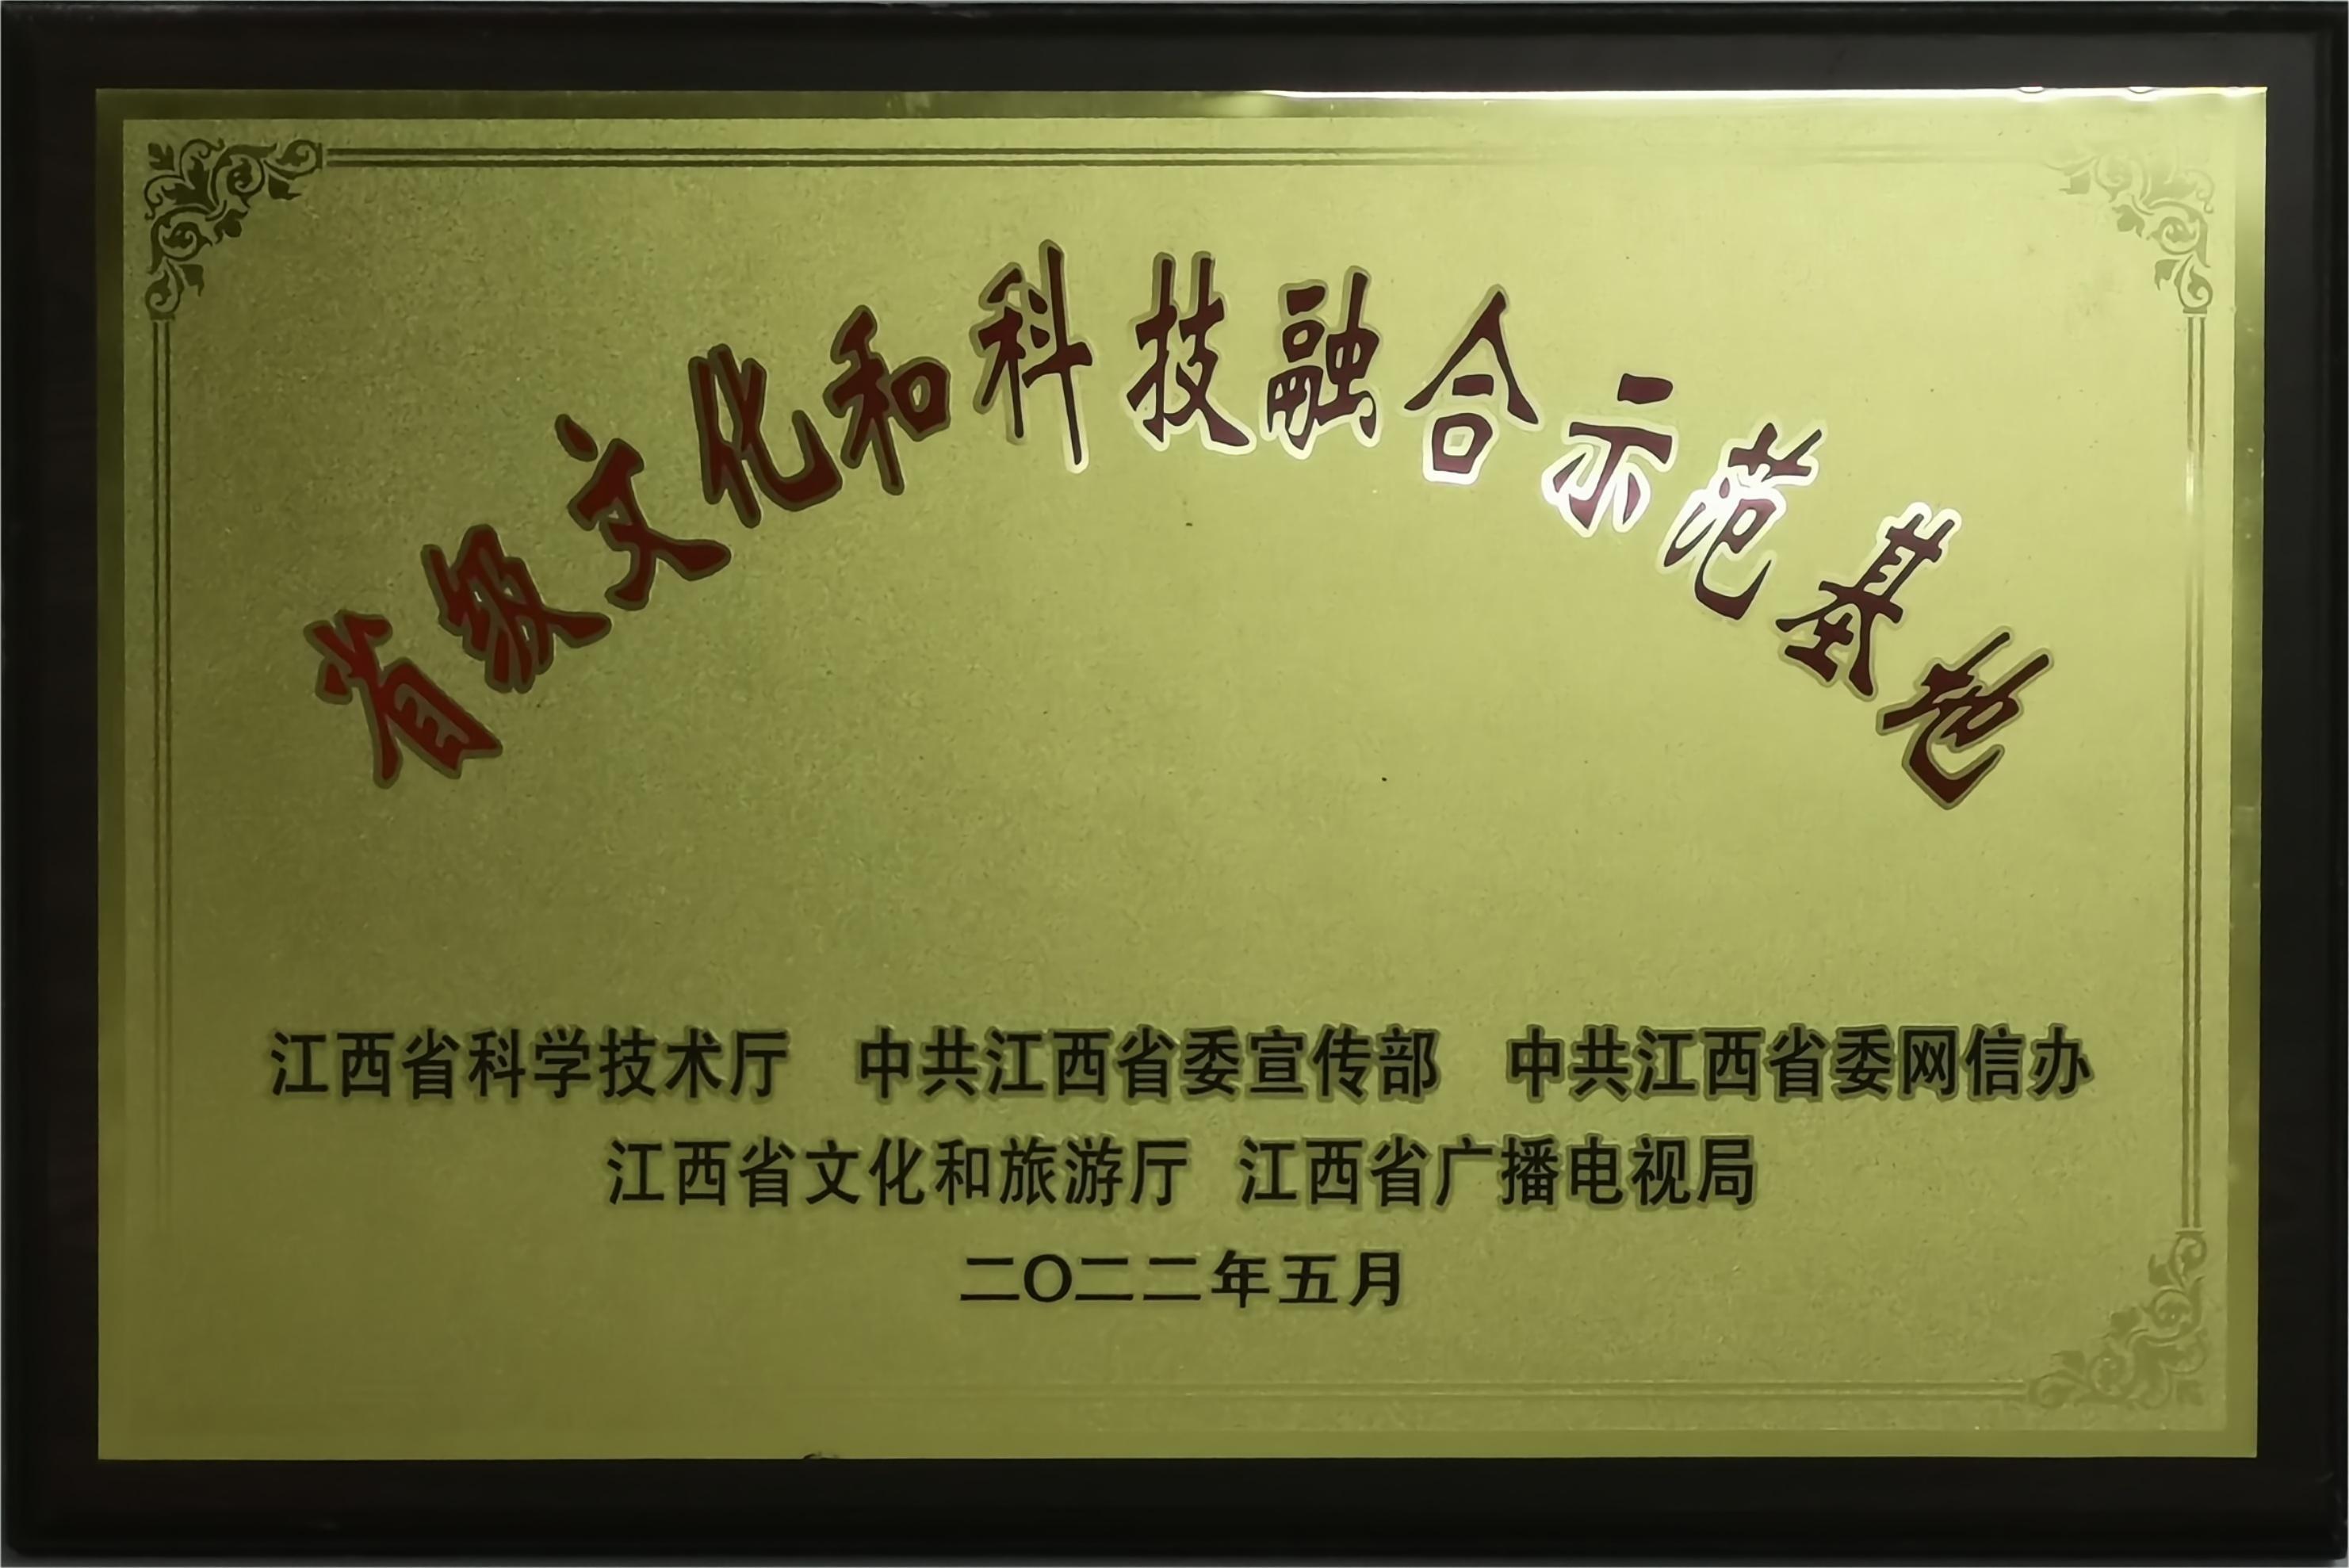 省级文化和科技融合示范基地
江西省科学技术厅 中共江西省委宣传部 中共江西省委网信办
江西省文化和旅游厅 江西省广播电视局
二〇二二年五月